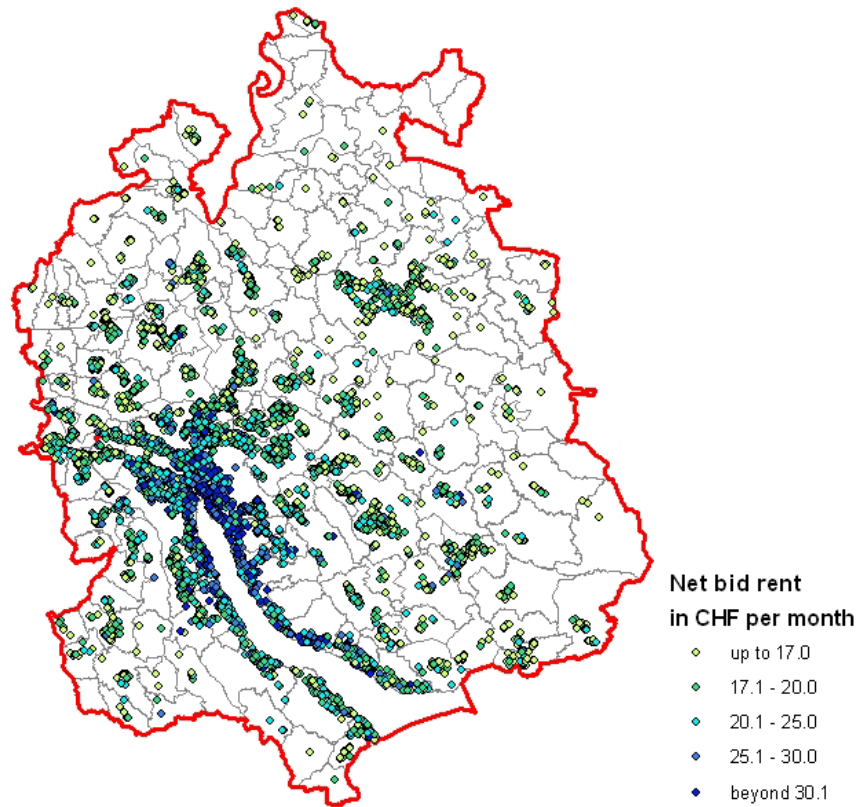 Net bid rent
in CHF per month
up to 17.0
17.1 - 20.0
20.1 - 25.0
25.1 - 30.0
beyond 30.1